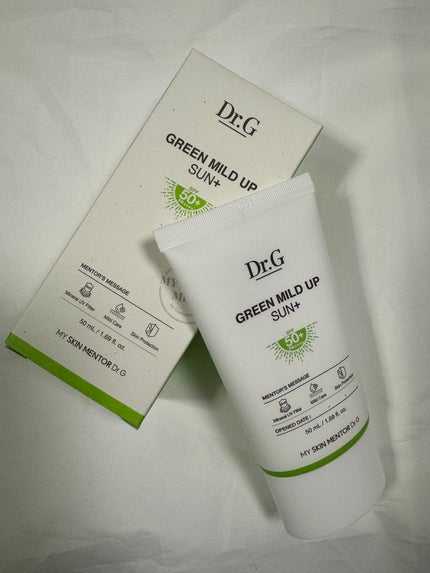 Dr.G
GREEN MILD UP
SUN+
SPF
50+
MENTOR'S MESSAGE
Mineral UV Filter
Mild Care
Skin Protection
50 mL / 1.69 fl. oz.
MY SKIN MENTOR Dr.G
Dr.G
GREEN MILD UP
SUN+
SPF
50+
MENTOR'S MESSAGE
Mineral UV Filter
Mild Care
Skin Protection
OPENED DATE :
50 mL / 1.69 fl. oz.
MY SKIN MENTOR Dr.G